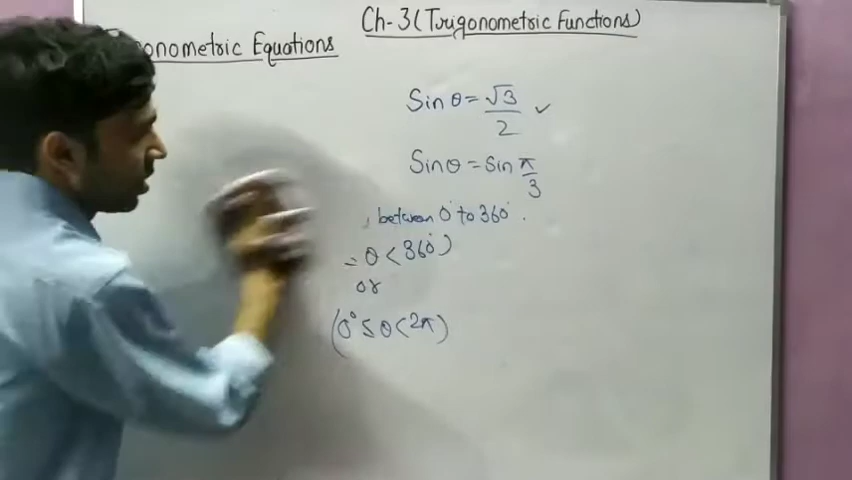 Ch-3 (Trigonometric Functions)
onometric Equations
Sin θ = √3/2 ✓
Sin θ = Sin π/3
, between 0° to 360° .
= θ < 360° )
or
( 0° ≤ θ < 2π )